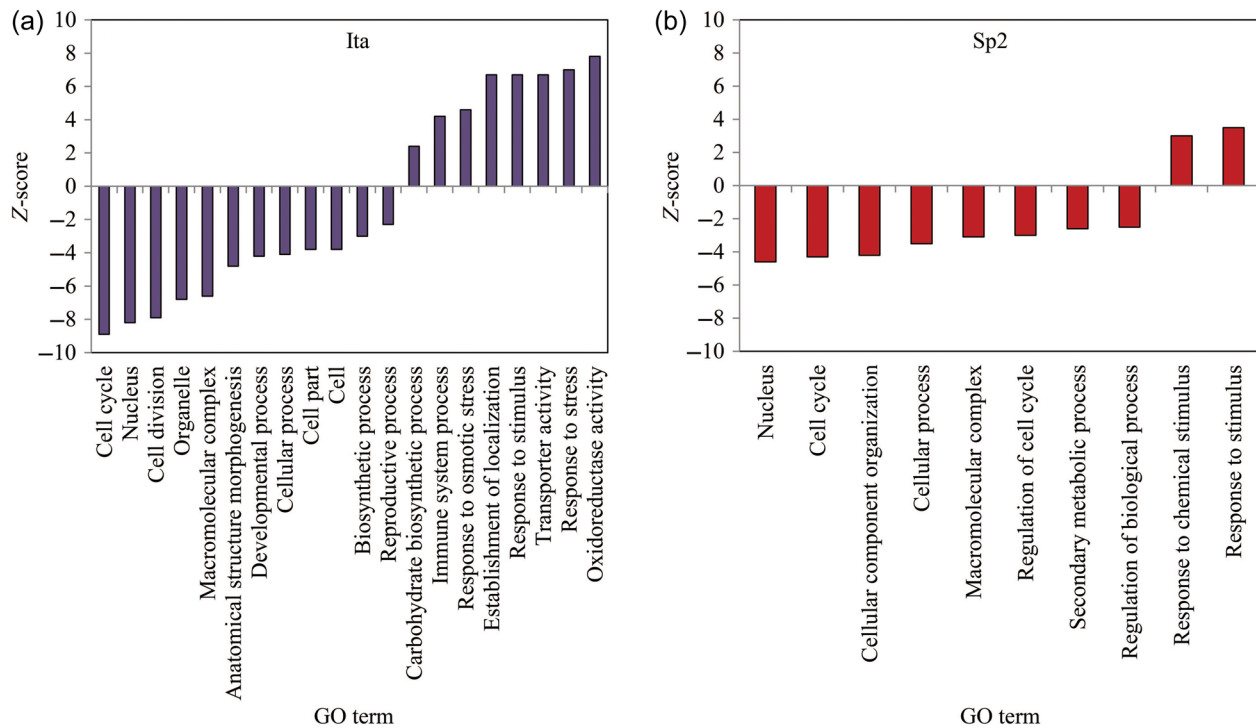 (a)
Ita
Z-score
10
8
6
4
2
0
−2
−4
−6
−8
−10
Cell cycle
Nucleus
Cell division
Organelle
Macromolecular complex
Anatomical structure morphogenesis
Developmental process
Cellular process
Cell part
Cell
Biosynthetic process
Reproductive process
Carbohydrate biosynthetic process
Immune system process
Response to osmotic stress
Establishment of localization
Response to stimulus
Transporter activity
Response to stress
Oxidoreductase activity
GO term
(b)
Sp2
Z-score
10
8
6
4
2
0
−2
−4
−6
−8
−10
Nucleus
Cell cycle
Cellular component organization
Cellular process
Macromolecular complex
Regulation of cell cycle
Secondary metabolic process
Regulation of biological process
Response to chemical stimulus
Response to stimulus
GO term